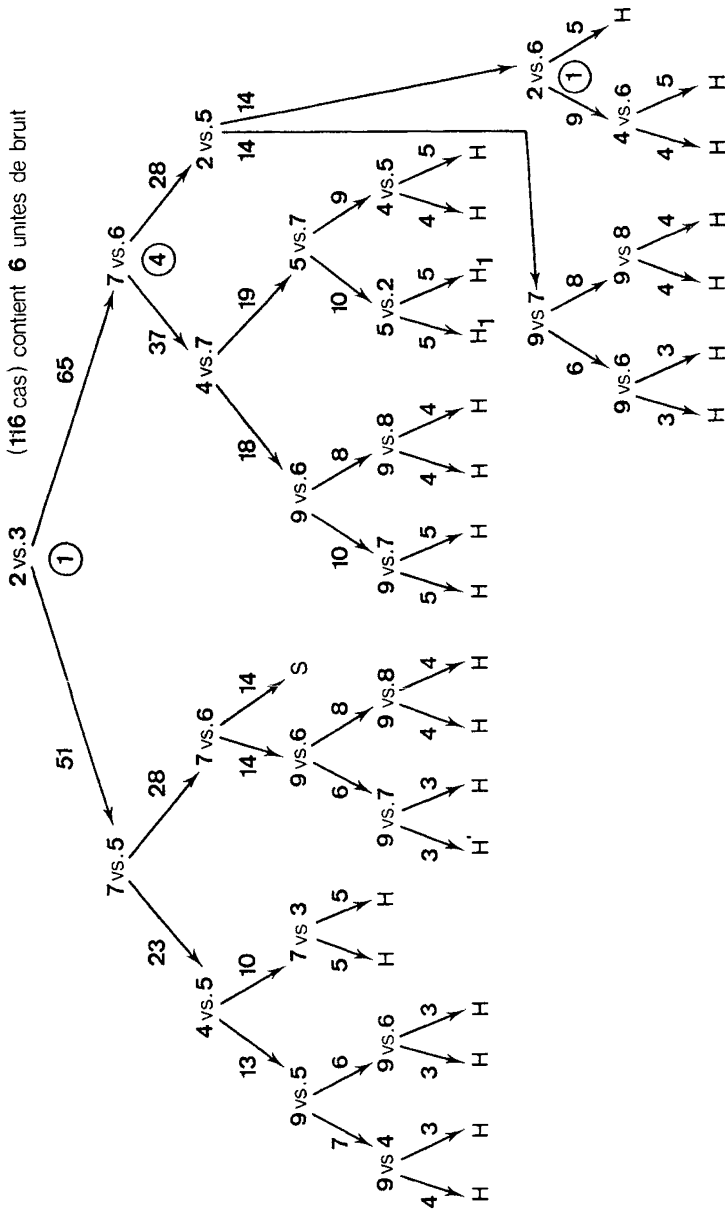 (116 cas) contient 6 unites de bruit
2 vs.3
1
51 65
7 vs.5 7 vs.6
4
23 28 37 28
4 vs.5 7 vs.6 4 vs.7 2 vs.5
13 10 14 14 18 19 14 14
9 vs.5 7 vs 3 9 vs.6 S 9 vs.6 5 vs.7
7 6 5 5 6 8 10 8 10 9
9 vs 4 9 vs.6 H H 9 vs.7 9 vs.8 9 vs.7 9 vs.8 5 vs.2 4 vs.5
4 3 3 3 3 3 4 4 5 5 4 4 5 5 4 5
H H H H H H H H H H H H H1 H1 H H
9 vs 7 2 vs.6
1
6 8 9 5
9 vs.6 9 vs 8 4 vs.6 H
3 3 4 4 4 5
H H H H H H